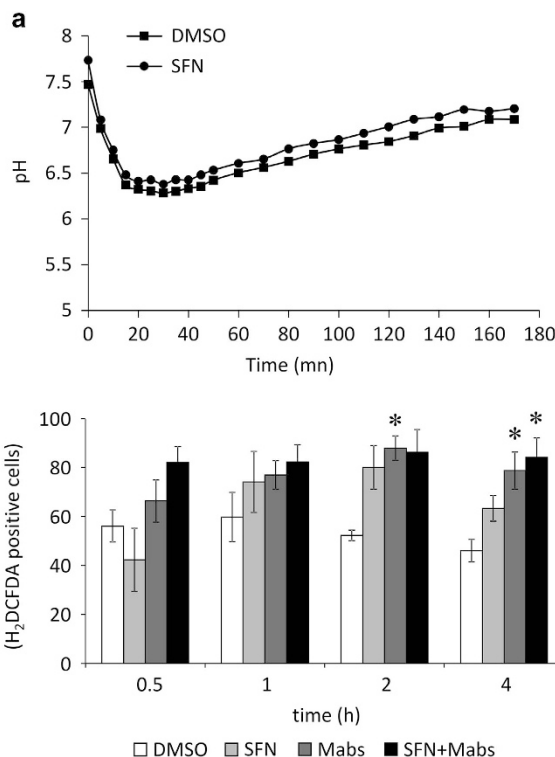 a
DMSO
SFN
8
7.5
7
6.5
6
5.5
5
pH
0 20 40 60 80 100 120 140 160 180
Time (mn)
100
80
60
40
20
0
(H₂DCFDA positive cells)
* * *
0.5 1 2 4
time (h)
DMSO SFN Mabs SFN+Mabs